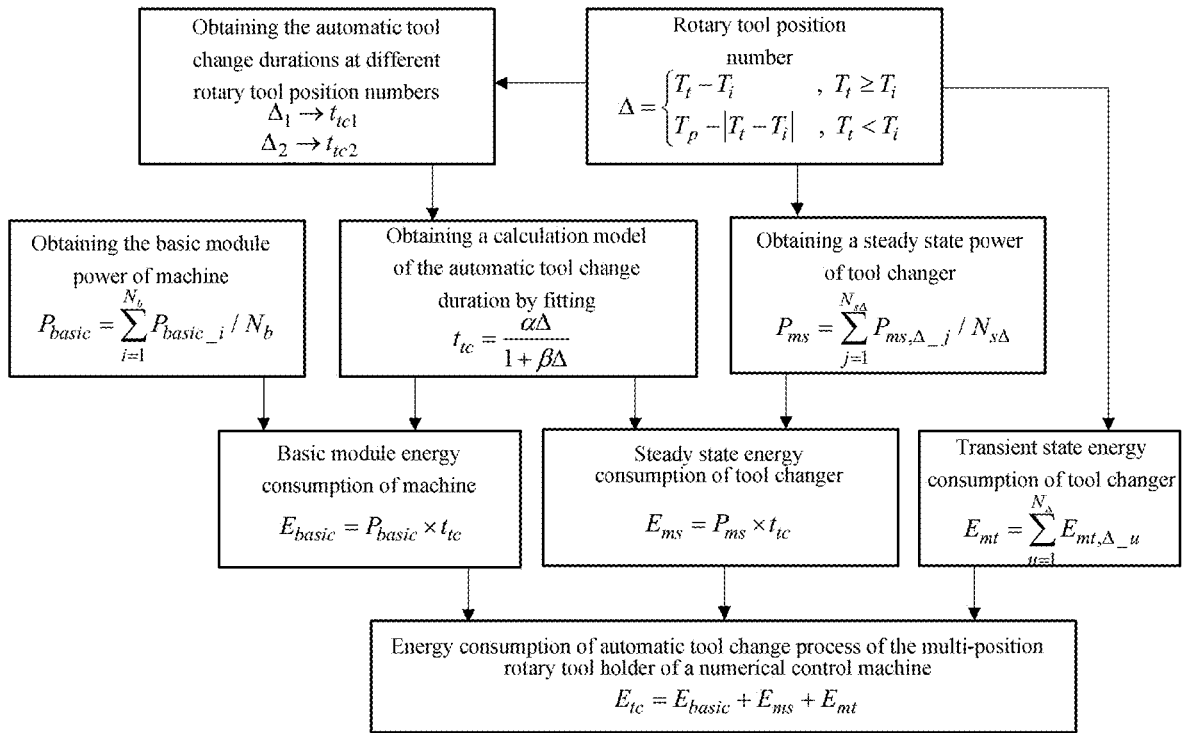 Obtaining the automatic tool
change durations at different
rotary tool position numbers
Δ₁ → t_tc1
Δ₂ → t_tc2
Rotary tool position
number
Δ = { T_t − T_i , T_t ≥ T_i
T_p − |T_t − T_i| , T_t < T_i
Obtaining the basic module
power of machine
P_basic = ∑_{i=1}^{N_b} P_basic_i / N_b
Obtaining a calculation model
of the automatic tool change
duration by fitting
t_tc = αΔ / (1 + βΔ)
Obtaining a steady state power
of tool changer
P_ms = ∑_{j=1}^{N_sΔ} P_ms,Δ_j / N_sΔ
Basic module energy
consumption of machine
E_basic = P_basic × t_tc
Steady state energy
consumption of tool changer
E_ms = P_ms × t_tc
Transient state energy
consumption of tool changer
E_mt = ∑_{u=1}^{N_Δ} E_mt,Δ_u
Energy consumption of automatic tool change process of the multi-position
rotary tool holder of a numerical control machine
E_tc = E_basic + E_ms + E_mt